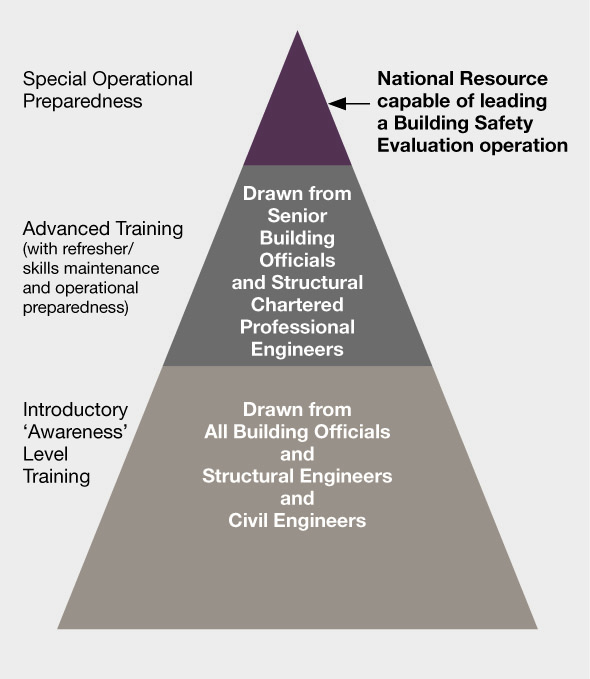 Special Operational
Preparedness
National Resource
capable of leading
a Building Safety
Evaluation operation
Advanced Training
(with refresher/
skills maintenance
and operational
preparedness)
Drawn from
Senior
Building
Officials
and Structural
Chartered
Professional
Engineers
Introductory
‘Awareness’
Level
Training
Drawn from
All Building Officials
and
Structural Engineers
and
Civil Engineers